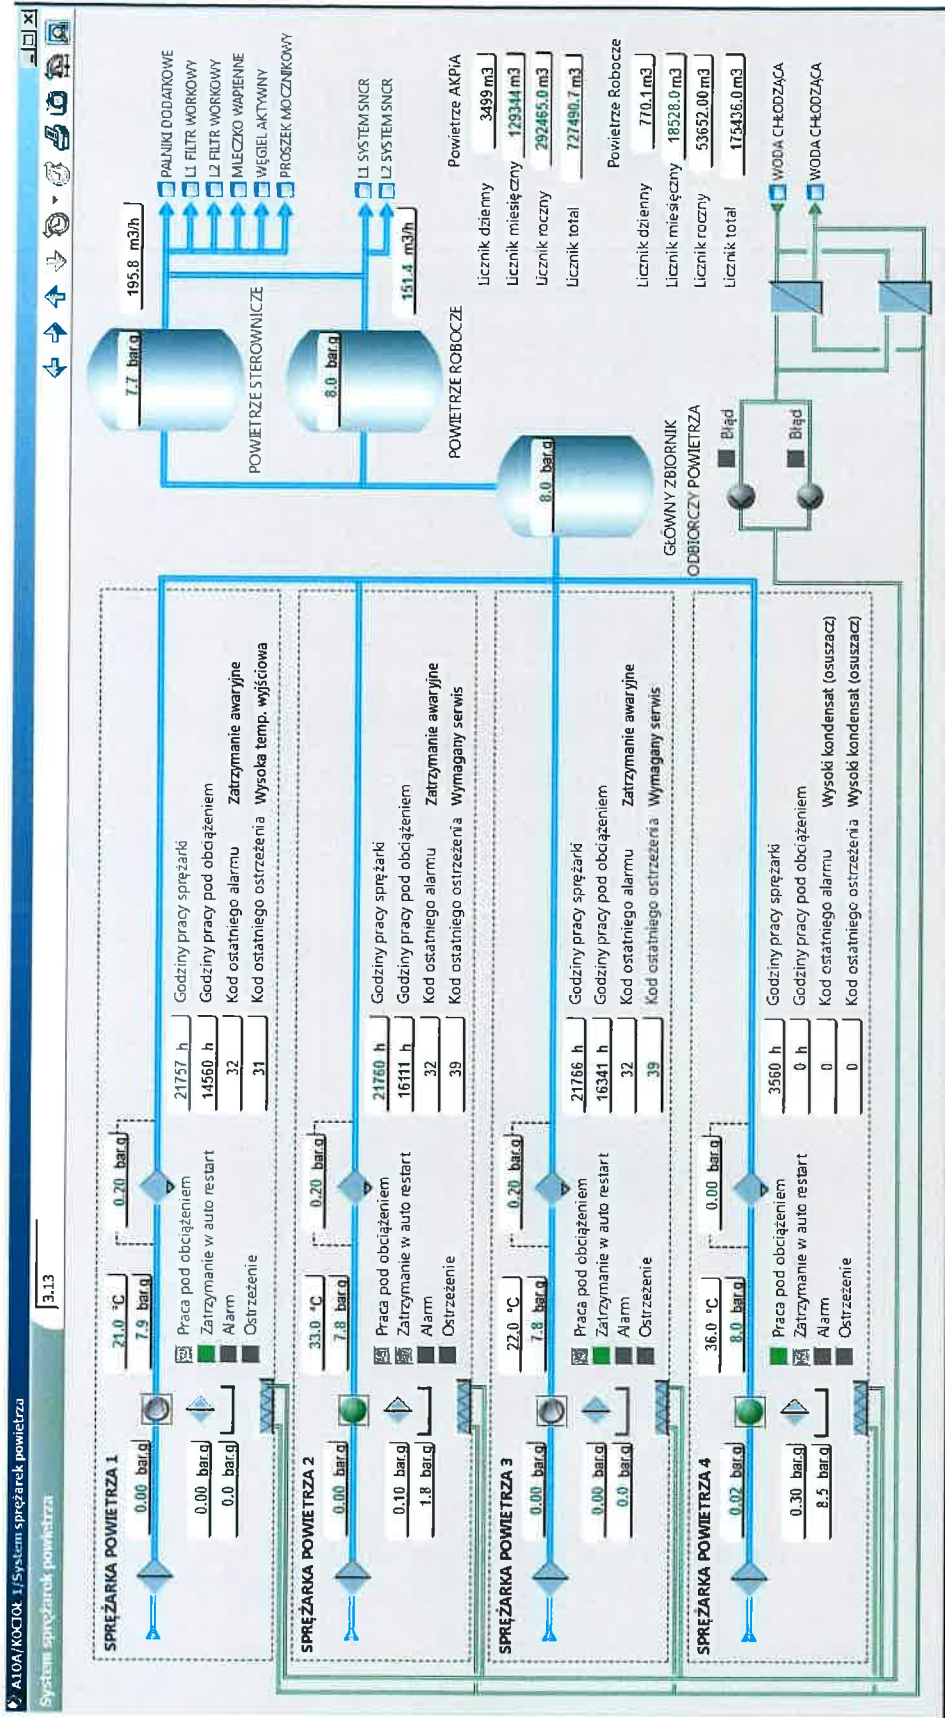 A10A/KOCIOŁ 1/System sprężarek powietrza
System sprężarek powietrza
3.13
SPRĘŻARKA POWIETRZA 1
0.00 bar.g
21.0 °C
7.9 bar.g
0.20 bar.g
0.00 bar.g
0.0 bar.g
Praca pod obciążeniem
Zatrzymanie w auto restart
Alarm
Ostrzeżenie
21757 h Godziny pracy sprężarki
14560 h Godziny pracy pod obciążeniem
32 Kod ostatniego alarmu Zatrzymanie awaryjne
31 Kod ostatniego ostrzeżenia Wysoka temp. wyjściowa
SPRĘŻARKA POWIETRZA 2
0.00 bar.g
33.0 °C
7.8 bar.g
0.20 bar.g
0.10 bar.g
1.8 bar.g
Praca pod obciążeniem
Zatrzymanie w auto restart
Alarm
Ostrzeżenie
21760 h Godziny pracy sprężarki
16111 h Godziny pracy pod obciążeniem
32 Kod ostatniego alarmu Zatrzymanie awaryjne
39 Kod ostatniego ostrzeżenia Wymagany serwis
SPRĘŻARKA POWIETRZA 3
0.00 bar.g
22.0 °C
7.8 bar.g
0.20 bar.g
0.00 bar.g
0.0 bar.g
Praca pod obciążeniem
Zatrzymanie w auto restart
Alarm
Ostrzeżenie
21766 h Godziny pracy sprężarki
16341 h Godziny pracy pod obciążeniem
32 Kod ostatniego alarmu Zatrzymanie awaryjne
39 Kod ostatniego ostrzeżenia Wymagany serwis
SPRĘŻARKA POWIETRZA 4
0.02 bar.g
36.0 °C
8.0 bar.g
0.00 bar.g
0.30 bar.g
8.5 bar.g
Praca pod obciążeniem
Zatrzymanie w auto restart
Alarm
Ostrzeżenie
3560 h Godziny pracy sprężarki
0 h Godziny pracy pod obciążeniem
0 Kod ostatniego alarmu Wysoki kondensat (osuszacz)
0 Kod ostatniego ostrzeżenia Wysoki kondensat (osuszacz)
8.0 bar.g
GŁÓWNY ZBIORNIK
ODBIORCZY POWIETRZA
7.7 bar.g
POWIETRZE STEROWNICZE
195.8 m3/h
PALNIKI DODATKOWE
L1 FILTR WORKOWY
L2 FILTR WORKOWY
MLECZKO WAPIENNE
WĘGIEL AKTYWNY
PROSZEK MOCZNIKOWY
8.0 bar.g
POWIETRZE ROBOCZE
151.4 m3/h
L1 SYSTEM SNCR
L2 SYSTEM SNCR
Powietrze AKPiA
Licznik dzienny 3499 m3
Licznik miesięczny 129344 m3
Licznik roczny 292465.0 m3
Licznik total 727490.7 m3
Powietrze Robocze
Licznik dzienny 770.1 m3
Licznik miesięczny 18528.0 m3
Licznik roczny 53652.00 m3
Licznik total 175436.0 m3
Błąd
Błąd
WODA CHŁODZĄCA
WODA CHŁODZĄCA